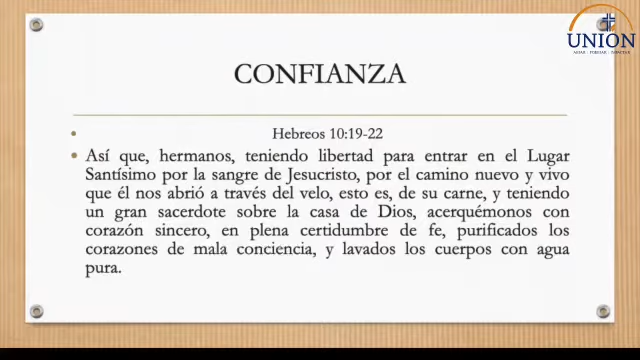 UNION
CONFIANZA
Hebreos 10:19-22
Así que, hermanos, teniendo libertad para entrar en el Lugar
Santísimo por la sangre de Jesucristo, por el camino nuevo y vivo
que él nos abrió a través del velo, esto es, de su carne, y teniendo
un gran sacerdote sobre la casa de Dios, acerquémonos con
corazón sincero, en plena certidumbre de fe, purificados los
corazones de mala conciencia, y lavados los cuerpos con agua
pura.